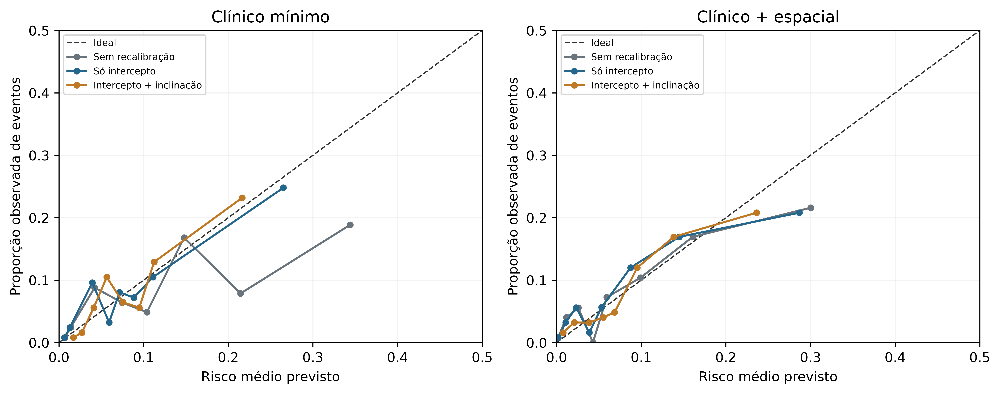 Clínico mínimo
0.5
0.4
0.3
0.2
0.1
0.0
Proporção observada de eventos
Ideal
Sem recalibração
Só intercepto
Intercepto + inclinação
0.0 0.1 0.2 0.3 0.4 0.5
Risco médio previsto
Clínico + espacial
0.5
0.4
0.3
0.2
0.1
0.0
Proporção observada de eventos
Ideal
Sem recalibração
Só intercepto
Intercepto + inclinação
0.0 0.1 0.2 0.3 0.4 0.5
Risco médio previsto